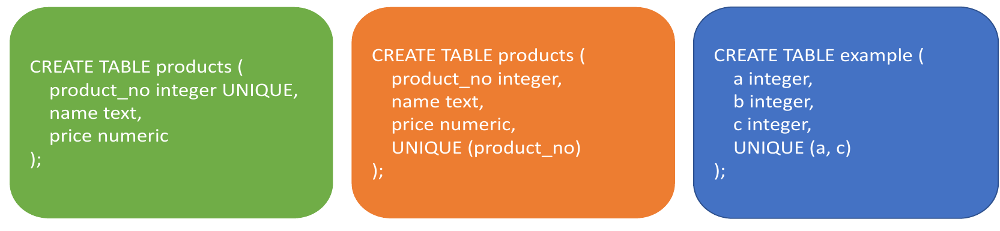 CREATE TABLE products (
    product_no integer UNIQUE,
    name text,
    price numeric
);
CREATE TABLE products (
    product_no integer,
    name text,
    price numeric,
    UNIQUE (product_no)
);
CREATE TABLE example (
    a integer,
    b integer,
    c integer,
    UNIQUE (a, c)
);